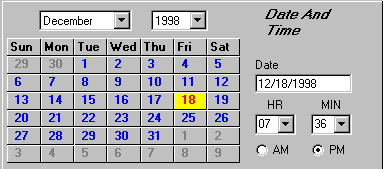 December 1998
Date And
Time
Sun Mon Tue Wed Thu Fri Sat
29 30 1 2 3 4 5
6 7 8 9 10 11 12
13 14 15 16 17 18 19
20 21 22 23 24 25 26
27 28 29 30 31 1 2
3 4 5 6 7 8 9
Date
12/18/1998
HR MIN
07 36
AM PM